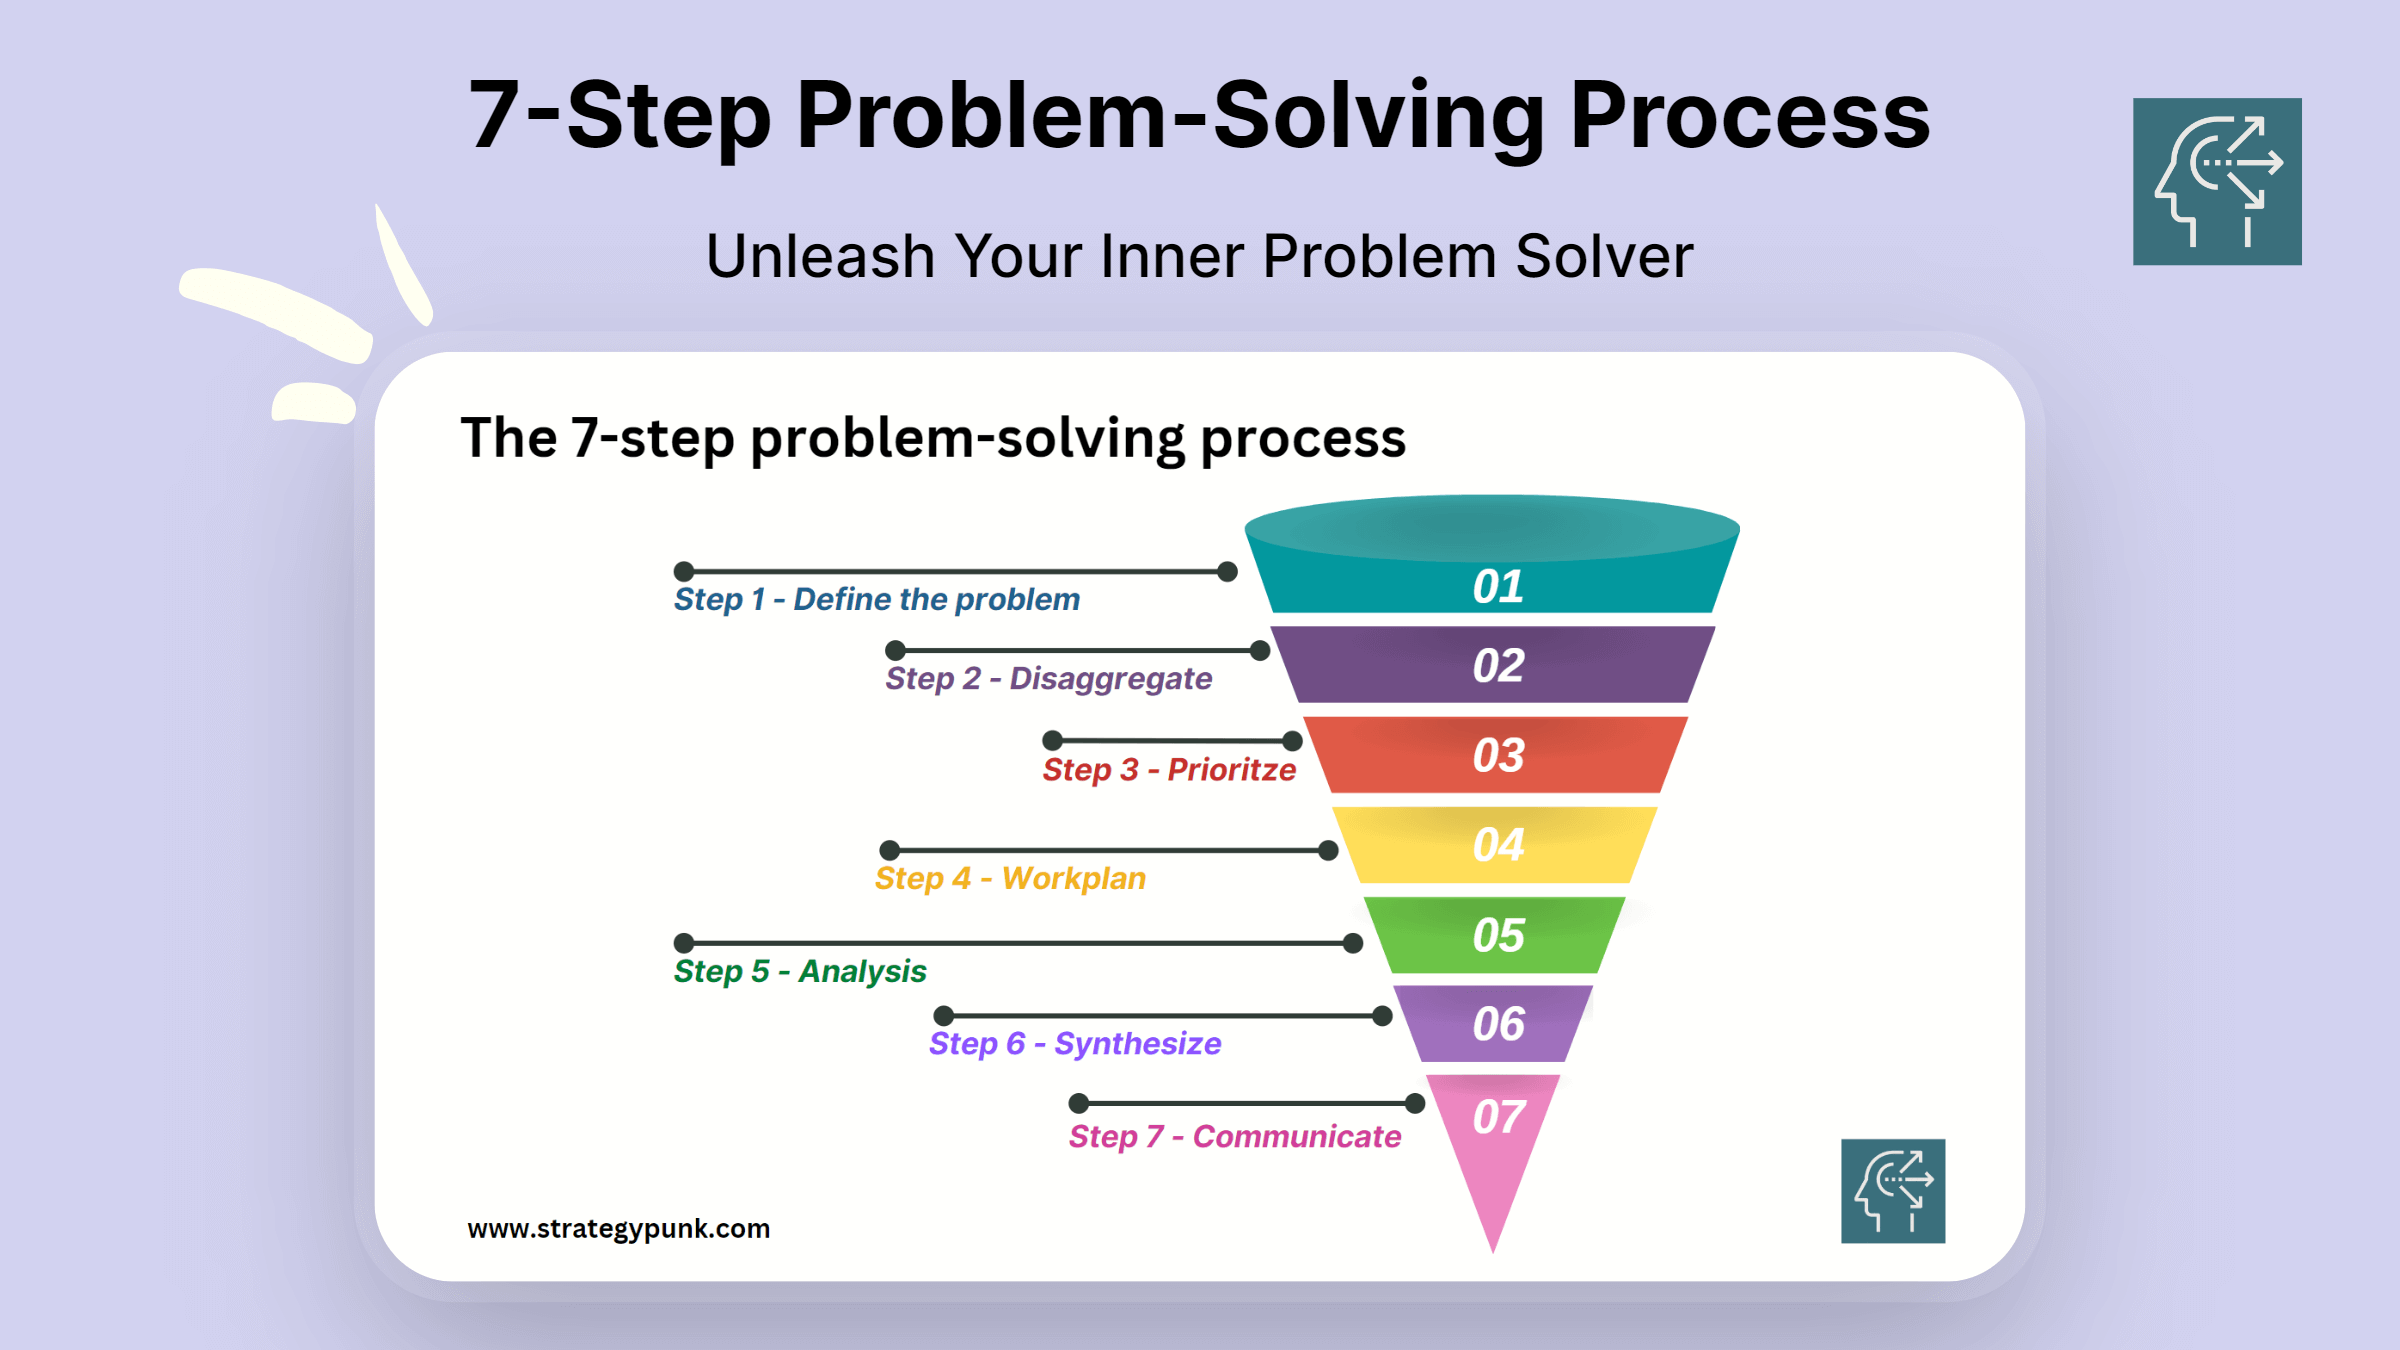 7-Step Problem-Solving Process
Unleash Your Inner Problem Solver
The 7-step problem-solving process
01
Step 1 - Define the problem
02
Step 2 - Disaggregate
03
Step 3 - Prioritze
04
Step 4 - Workplan
05
Step 5 - Analysis
06
Step 6 - Synthesize
07
Step 7 - Communicate
www.strategypunk.com